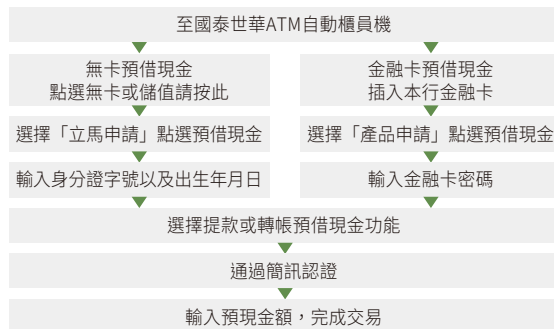 至國泰世華ATM自動櫃員機
無卡預借現金
點選無卡或儲值請按此
金融卡預借現金
插入本行金融卡
選擇「立馬申請」點選預借現金
選擇「產品申請」點選預借現金
輸入身分證字號以及出生年月日
輸入金融卡密碼
選擇提款或轉帳預借現金功能
通過簡訊認證
輸入預現金額，完成交易